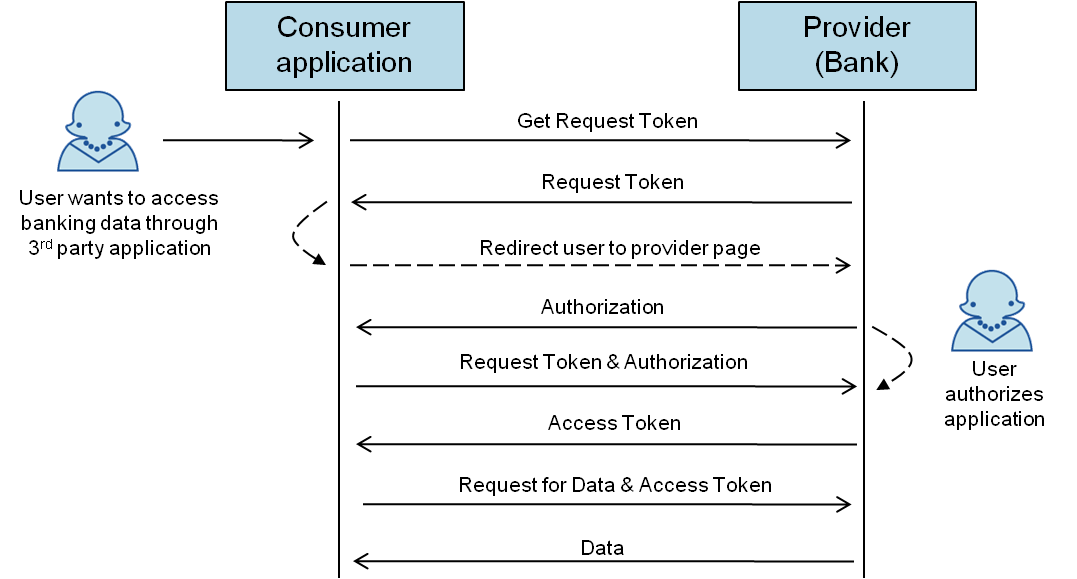 Consumer
application
Provider
(Bank)
Get Request Token
User wants to access
banking data through
3rd party application
Request Token
Redirect user to provider page
Authorization
Request Token & Authorization
User
authorizes
application
Access Token
Request for Data & Access Token
Data